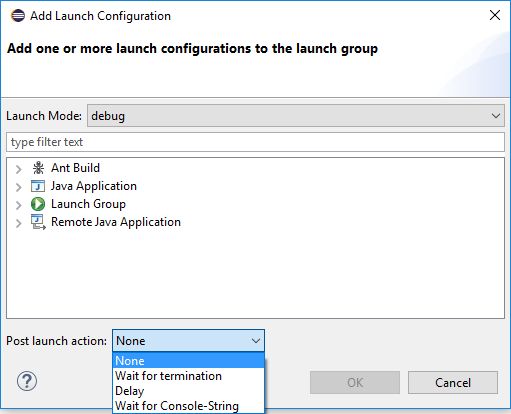 Add Launch Configuration
Add one or more launch configurations to the launch group
Launch Mode: debug
type filter text
Ant Build
Java Application
Launch Group
Remote Java Application
Post launch action: None
None
Wait for termination
Delay
Wait for Console-String
OK Cancel